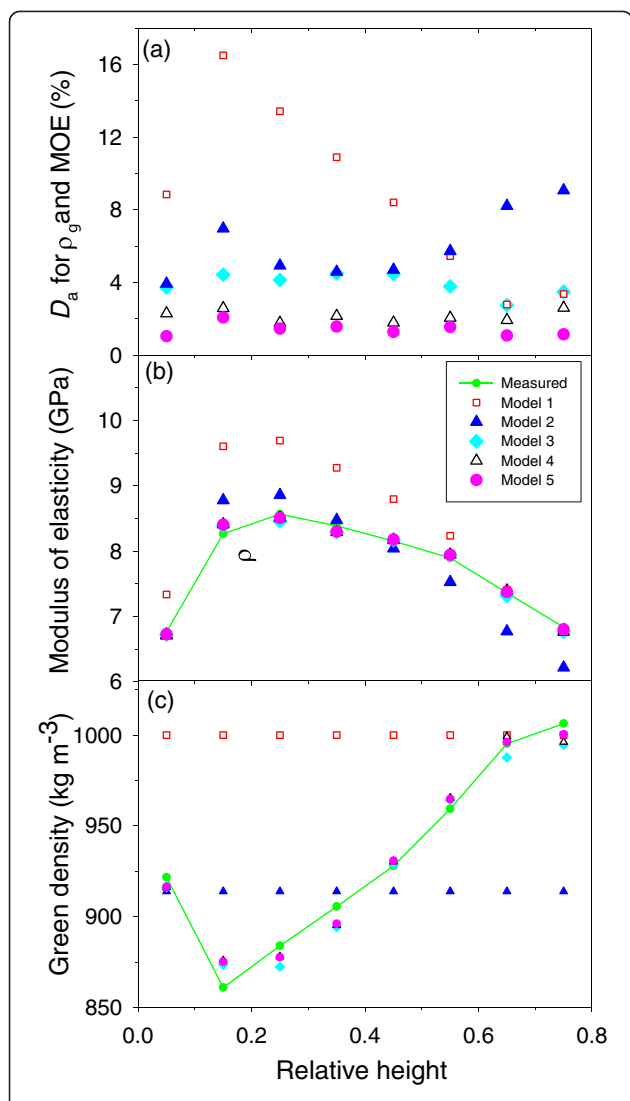 (a)
D_a for ρ_g and MOE (%)
16
12
8
4
0
(b)
Modulus of elasticity (GPa)
10
9
8
7
6
ρ
Measured
Model 1
Model 2
Model 3
Model 4
Model 5
(c)
Green density (kg m⁻³)
1000
950
900
850
0.0 0.2 0.4 0.6 0.8
Relative height